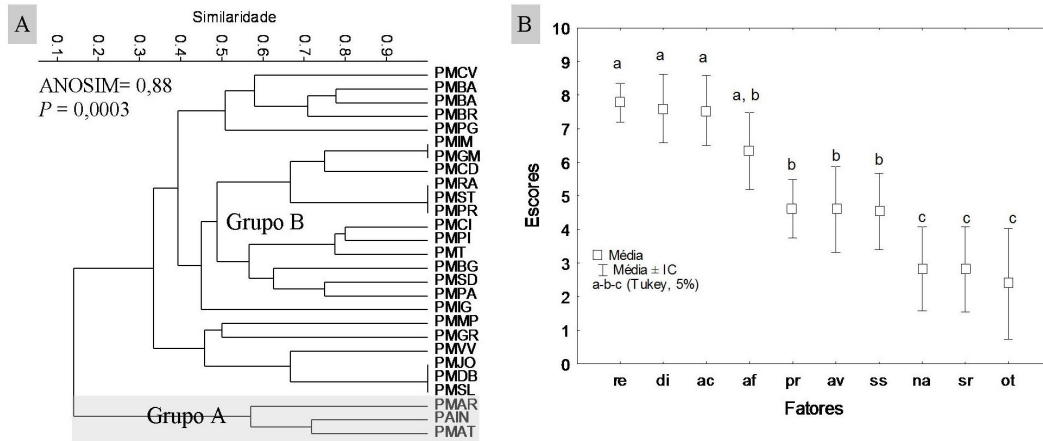 A
Similaridade
0.1 0.2 0.3 0.4 0.5 0.6 0.7 0.8 0.9
ANOSIM= 0,88
P = 0,0003
PMCV
PMBA
PMBA
PMBR
PMPG
PMIM
PMGM
PMCD
PMRA
PMST
PMPR
Grupo B
PMCI
PMPI
PMT
PMBG
PMSD
PMPA
PMIG
PMMP
PMGR
PMVV
PMJO
PMDB
PMSL
PMAR
Grupo A
PAIN
PMAT
B
10
9
8
7
6
5
4
3
2
1
0
Escores
a a a a, b b b b c c c
Média
Média ± IC
a-b-c (Tukey, 5%)
re di ac af pr av ss na sr ot
Fatores